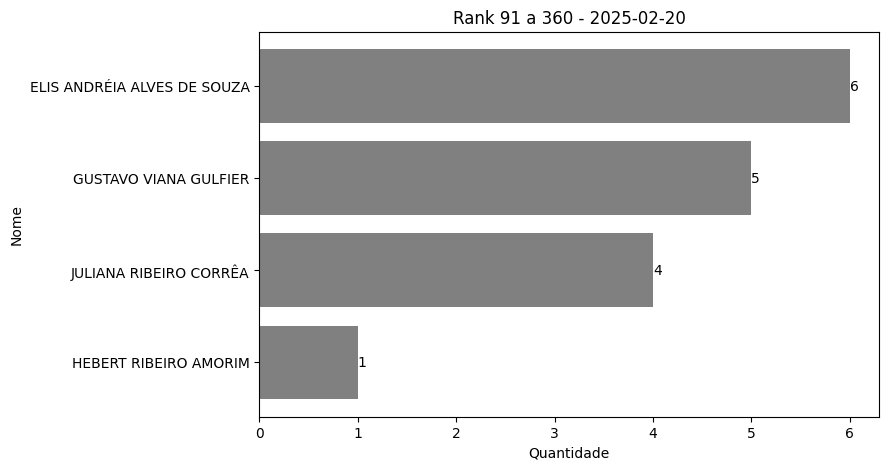 Rank 91 a 360 - 2025-02-20
ELIS ANDRÉIA ALVES DE SOUZA
6
GUSTAVO VIANA GULFIER
5
JULIANA RIBEIRO CORRÊA
4
HEBERT RIBEIRO AMORIM
1
Nome
0 1 2 3 4 5 6
Quantidade